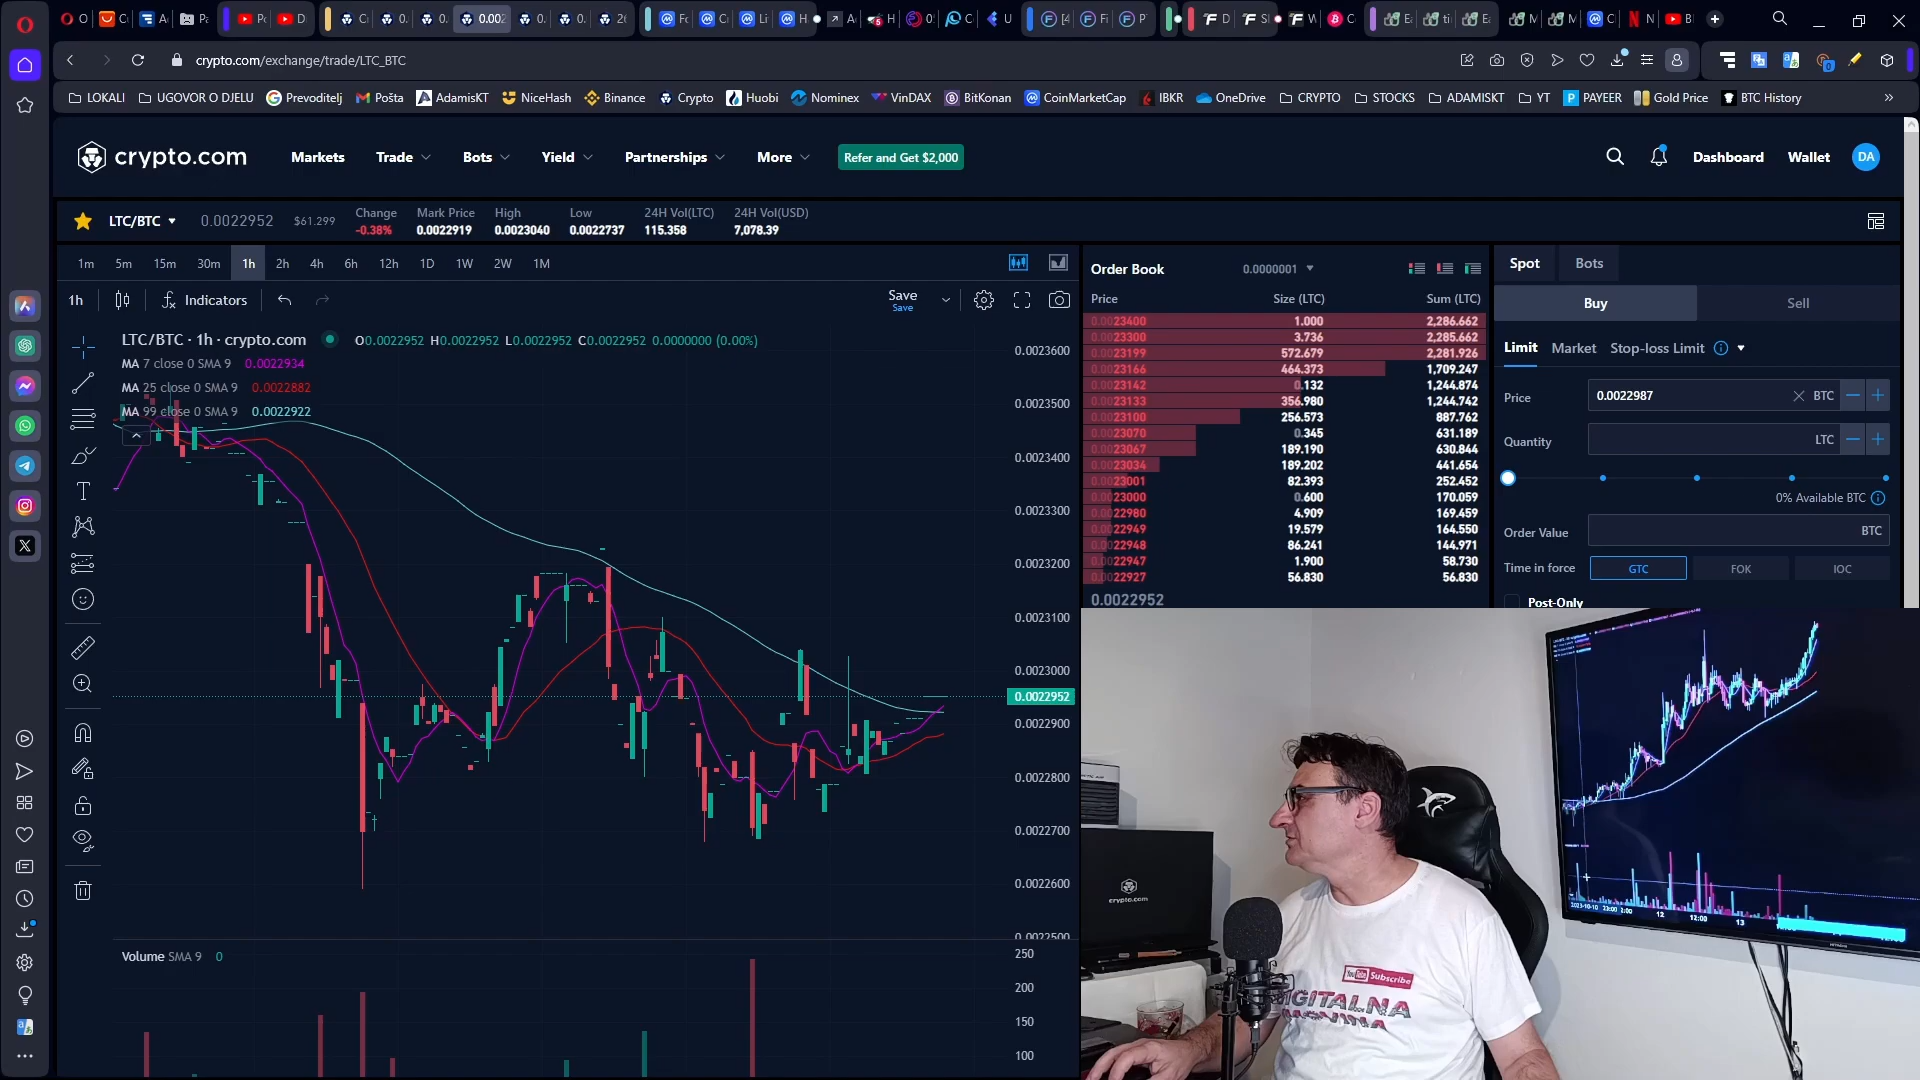 crypto.com/exchange/trade/LTC_BTC
LOKALI
UGOVOR O DJELU
Prevoditelj
Pošta
AdamisKT
NiceHash
Binance
Crypto
Huobi
Nominex
VinDAX
BitKonan
CoinMarketCap
IBKR
OneDrive
CRYPTO
STOCKS
ADAMISKT
YT
PAYEER
Gold Price
BTC History
crypto.com
Markets
Trade
Bots
Yield
Partnerships
More
Refer and Get $2,000
Dashboard
Wallet
DA
LTC/BTC
0.0022952
$61.299
Change
-0.38%
Mark Price
0.0022919
High
0.0023040
Low
0.0022737
24H Vol(LTC)
115.358
24H Vol(USD)
7,078.39
1m 5m 15m 30m 1h 2h 4h 6h 12h 1D 1W 2W 1M
1h
Indicators
Save
Save
LTC/BTC · 1h · crypto.com
O0.0022952 H0.0022952 L0.0022952 C0.0022952 0.0000000 (0.00%)
MA 7 close 0 SMA 9 0.0022934
MA 25 close 0 SMA 9 0.0022882
MA 99 close 0 SMA 9 0.0022922
0.0023600
0.0023500
0.0023400
0.0023300
0.0023200
0.0023100
0.0023000
0.0022952
0.0022900
0.0022800
0.0022700
0.0022600
0.0022500
Volume SMA 9 0
250
200
150
100
Order Book
0.0000001
Price Size (LTC) Sum (LTC)
0.0023400 1.000 2,286.662
0.0023300 3.736 2,285.662
0.0023199 572.679 2,281.926
0.0023166 464.373 1,709.247
0.0023142 0.132 1,244.874
0.0023133 356.980 1,244.742
0.0023100 256.573 887.762
0.0023070 0.345 631.189
0.0023067 189.190 630.844
0.0023034 189.202 441.654
0.0023001 82.393 252.452
0.0023000 0.600 170.059
0.0022980 4.909 169.459
0.0022949 19.579 164.550
0.0022948 86.241 144.971
0.0022947 1.900 58.730
0.0022927 56.830 56.830
0.0022952
Spot
Bots
Buy
Sell
Limit
Market
Stop-loss Limit
Price
0.0022987
BTC
Quantity
LTC
0% Available BTC
Order Value
BTC
Time in force
GTC
FOK
IOC
Post-Only
crypto.com
Subscribe